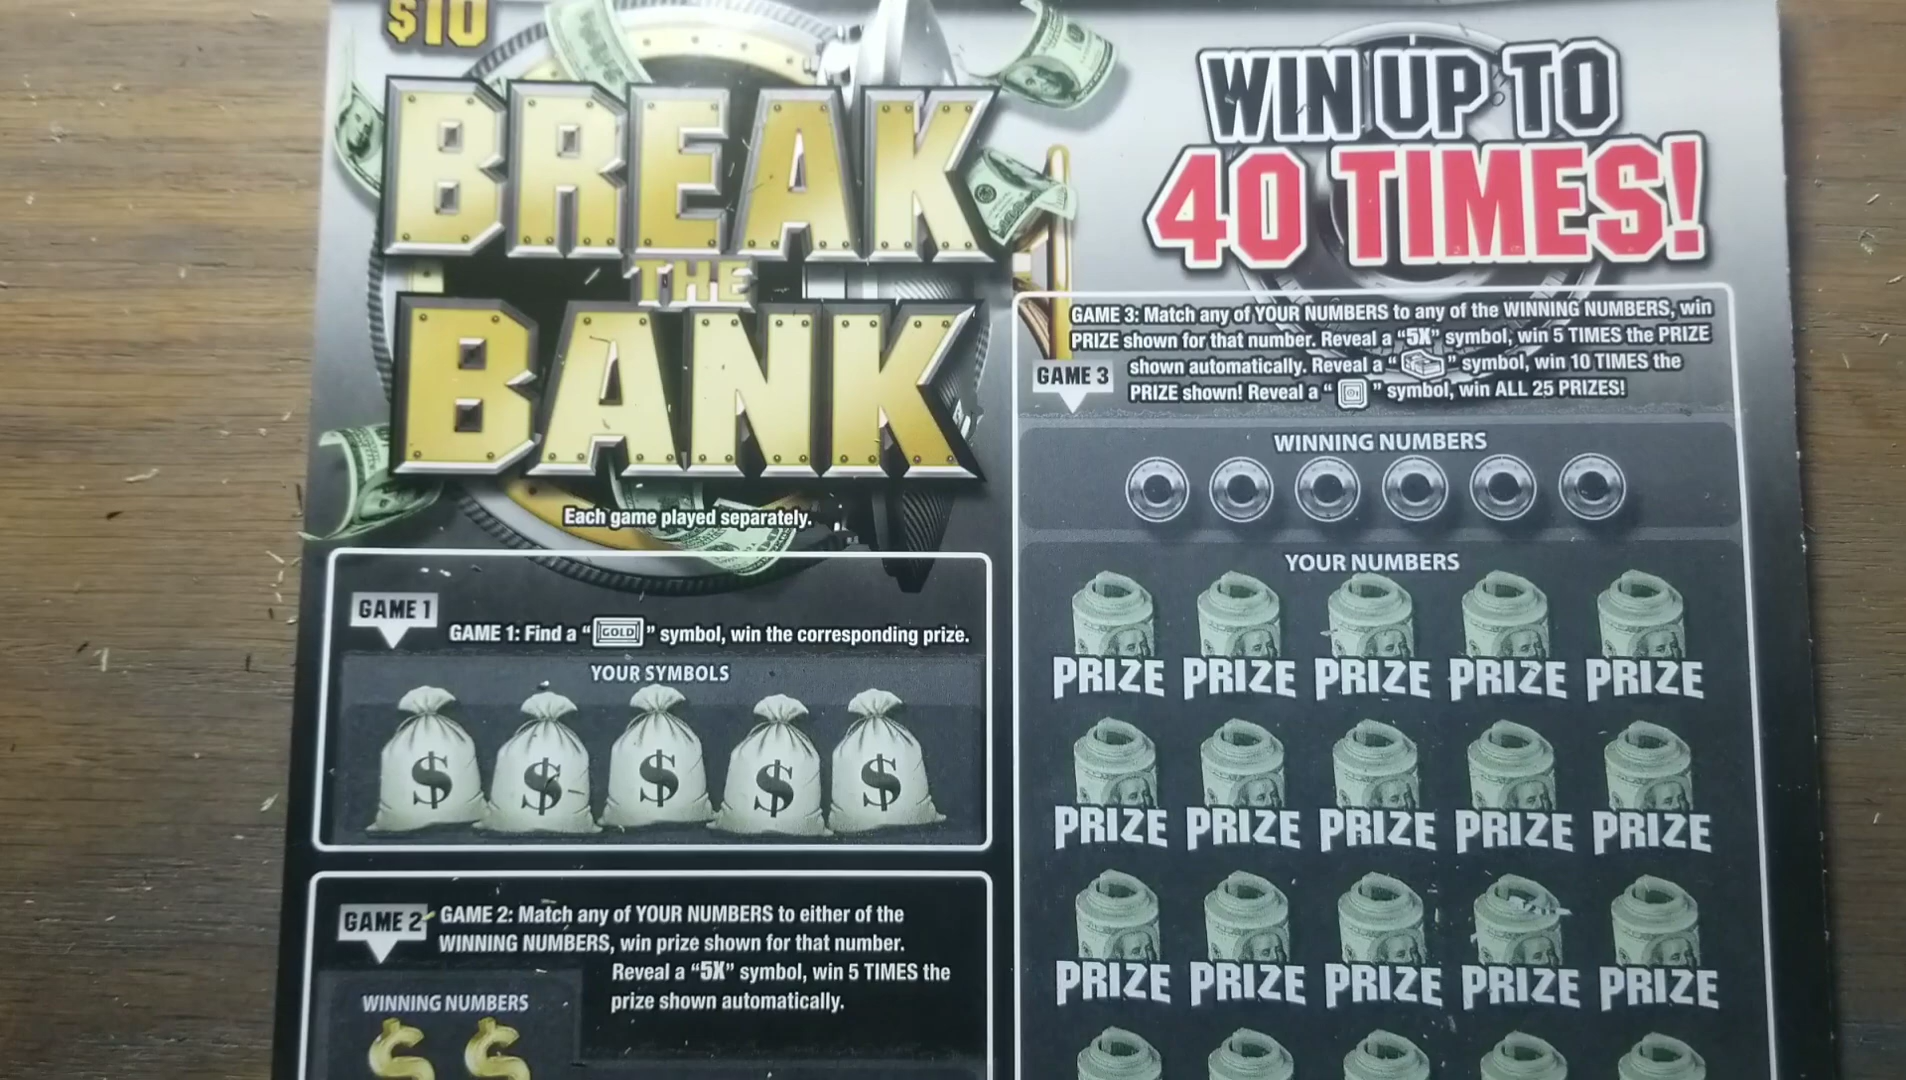 $10
BREAK
THE
BANK
Each game played separately.
GAME 1
GAME 1: Find a “GOLD” symbol, win the corresponding prize.
YOUR SYMBOLS
$ $ $ $ $
GAME 2
GAME 2: Match any of YOUR NUMBERS to either of the
WINNING NUMBERS, win prize shown for that number.
Reveal a “5X” symbol, win 5 TIMES the
prize shown automatically.
WINNING NUMBERS
$ $
WIN UP TO
40 TIMES!
GAME 3
GAME 3: Match any of YOUR NUMBERS to any of the WINNING NUMBERS, win
PRIZE shown for that number. Reveal a “5X” symbol, win 5 TIMES the PRIZE
shown automatically. Reveal a “ ” symbol, win 10 TIMES the
PRIZE shown! Reveal a “ ” symbol, win ALL 25 PRIZES!
WINNING NUMBERS
YOUR NUMBERS
PRIZE PRIZE PRIZE PRIZE PRIZE
PRIZE PRIZE PRIZE PRIZE PRIZE
PRIZE PRIZE PRIZE PRIZE PRIZE